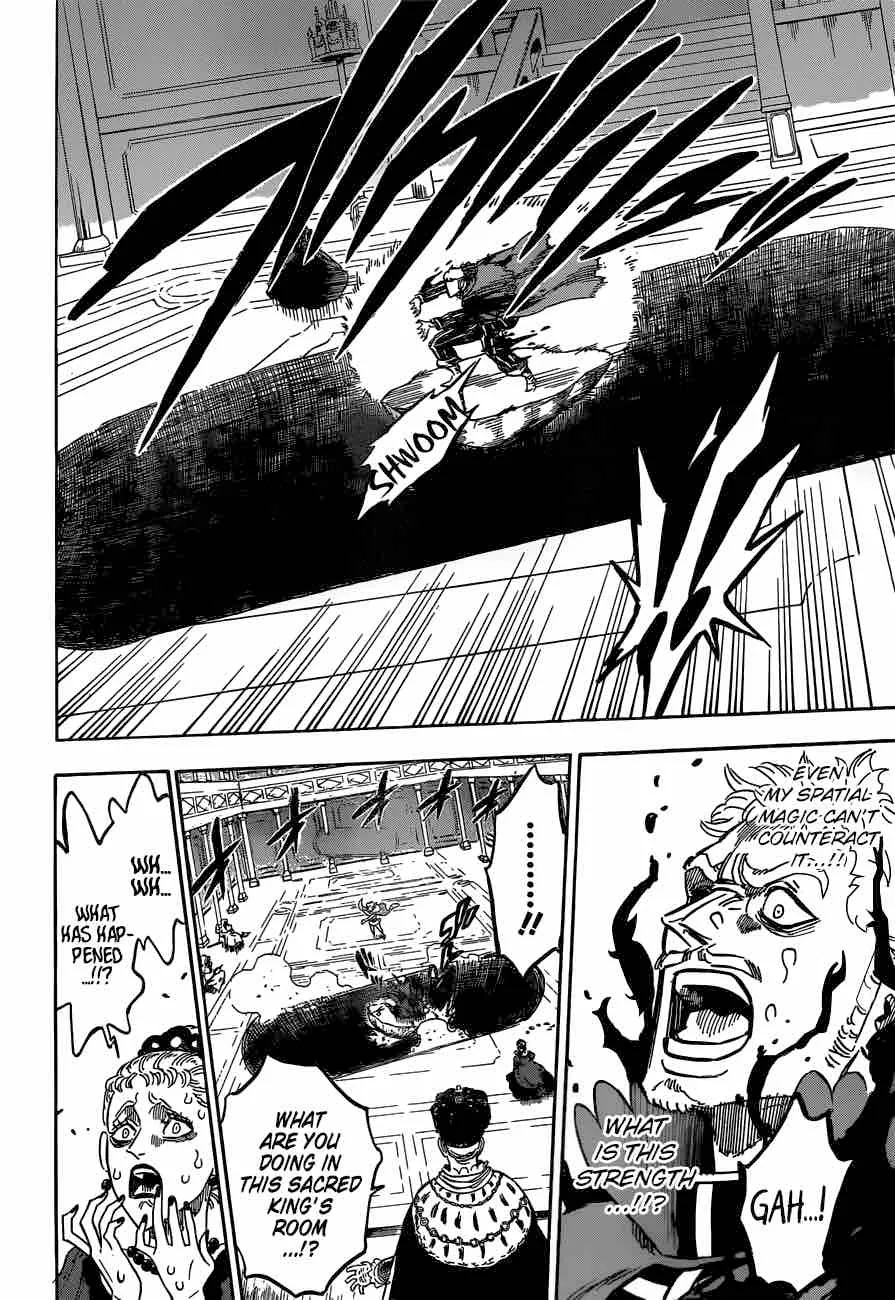 SHWOOM
EVEN
MY SPATIAL
MAGIC CAN'T
COUNTERACT
IT...!!
GAH...!
WHAT
IS THIS
STRENGTH
...!!?
.......!!
WHAT
ARE YOU
DOING IN
THIS SACRED
KING'S
ROOM
...!?
WH...
WH...
WHAT
HAS HAP-
PENED
...!!?